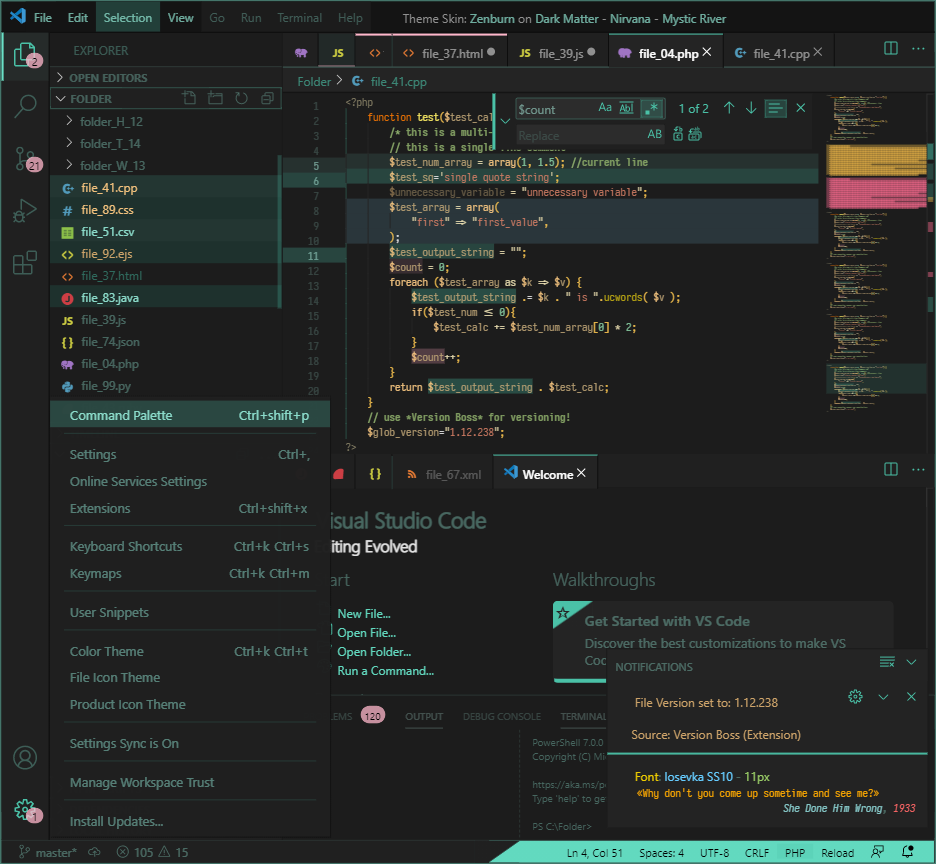 File Edit Selection View Go Run Terminal Help Theme Skin: Zenburn on Dark Matter - Nirvana - Mystic River
2
EXPLORER
JS
file_37.html
JS file_39.js
file_04.php
file_41.cpp
OPEN EDITORS
FOLDER
Folder > file_41.cpp
folder_H_12
folder_T_14
folder_W_13
file_41.cpp
# file_89.css
file_51.csv
file_92.ejs
file_37.html
file_83.java
JS file_39.js
{} file_74.json
file_04.php
file_99.py
21
$count
Aa
Abl
.*
1 of 2
Replace
AB
1 <?php
2 function test($test_cal
3 /* this is a multi-
4 // this is a single
5 $test_num_array = array(1, 1.5); //current line
6 $test_sq='single quote string';
7 $unnecessary_variable = "unnecessary variable";
8 $test_array = array(
9 "first" => "first_value",
10 );
11 $test_output_string = "";
12 $count = 0;
13 foreach ($test_array as $k => $v) {
14 $test_output_string .= $k . " is ".ucwords( $v );
15 if($test_num ≤ 0){
16 $test_calc += $test_num_array[0] * 2;
17 }
18 $count++;
19 }
20 return $test_output_string . $test_calc;
}
// use *Version Boss* for versioning!
$glob_version="1.12.238";
?>
Command Palette Ctrl+shift+p
Settings Ctrl+,
Online Services Settings
Extensions Ctrl+shift+x
Keyboard Shortcuts Ctrl+k Ctrl+s
Keymaps Ctrl+k Ctrl+m
User Snippets
Color Theme Ctrl+k Ctrl+t
File Icon Theme
Product Icon Theme
Settings Sync is On
Manage Workspace Trust
Install Updates...
{}
file_67.xml
Welcome
isual Studio Code
iting Evolved
art
New File...
Open File...
Open Folder...
Run a Command...
Walkthroughs
Get Started with VS Code
Discover the best customizations to make VS
Coc
NOTIFICATIONS
File Version set to: 1.12.238
Source: Version Boss (Extension)
Font: Iosevka SS10 - 11px
«Why don't you come up sometime and see me?»
She Done Him Wrong, 1933
LEMS 120 OUTPUT DEBUG CONSOLE TERMINAL
PowerShell 7.0.0
Copyright (C) Mi
https://aka.ms/p
Type 'help' to ge
PS C:\Folder>
1
master* 105 15 Ln 4, Col 51 Spaces: 4 UTF-8 CRLF PHP Reload